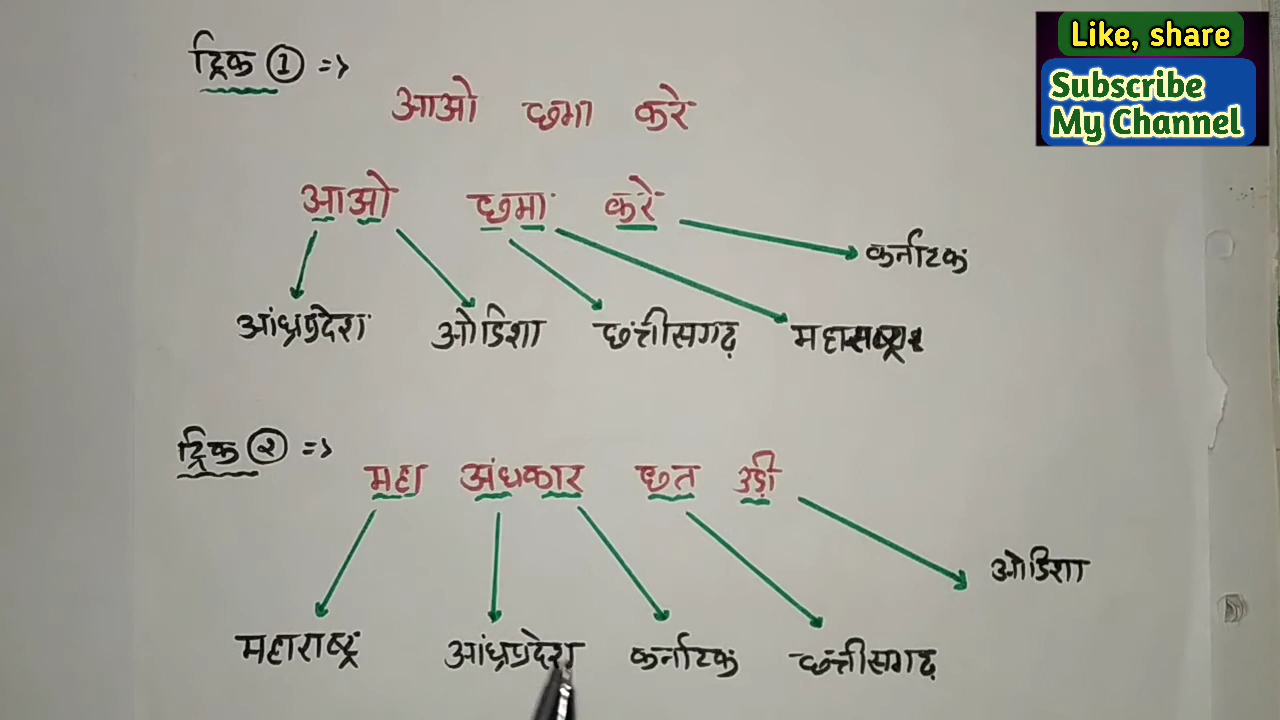 ट्रिक ① =>
आओ छमा करे
आओ छमा करे
कर्नाटक
आंध्रप्रदेश ओडिशा छत्तीसगढ़
ट्रिक ② =>
महा अंधकार छत उड़ी
ओडिशा
महाराष्ट्र आंध्रप्रदेश कर्नाटक छत्तीसगढ़
Like, share
Subscribe
My Channel